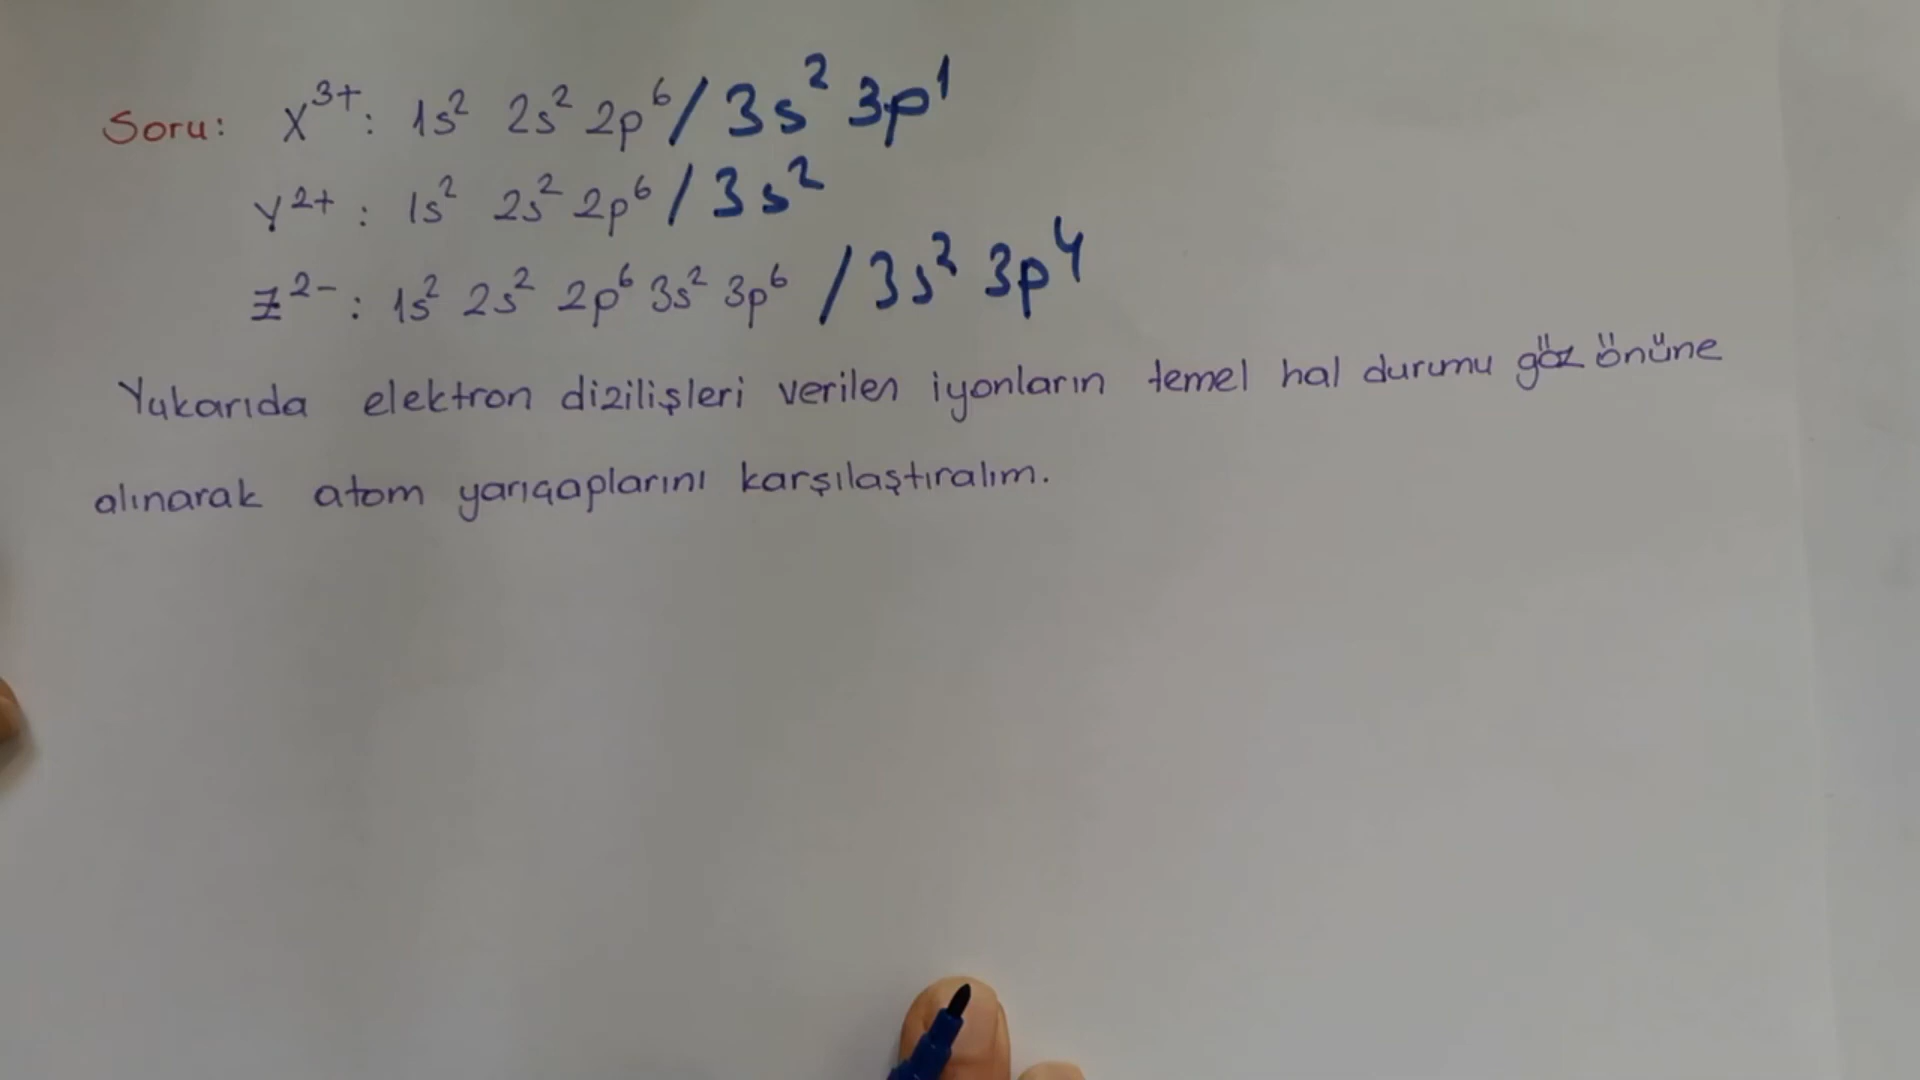 Soru: X³⁺: 1s² 2s² 2p⁶ / 3s² 3p¹
Y²⁺ : 1s² 2s² 2p⁶ / 3s²
Z²⁻ : 1s² 2s² 2p⁶ 3s² 3p⁶ / 3s² 3p⁴
Yukarıda elektron dizilişleri verilen iyonların temel hal durumu göz önüne
alınarak atom yarıçaplarını karşılaştıralım.